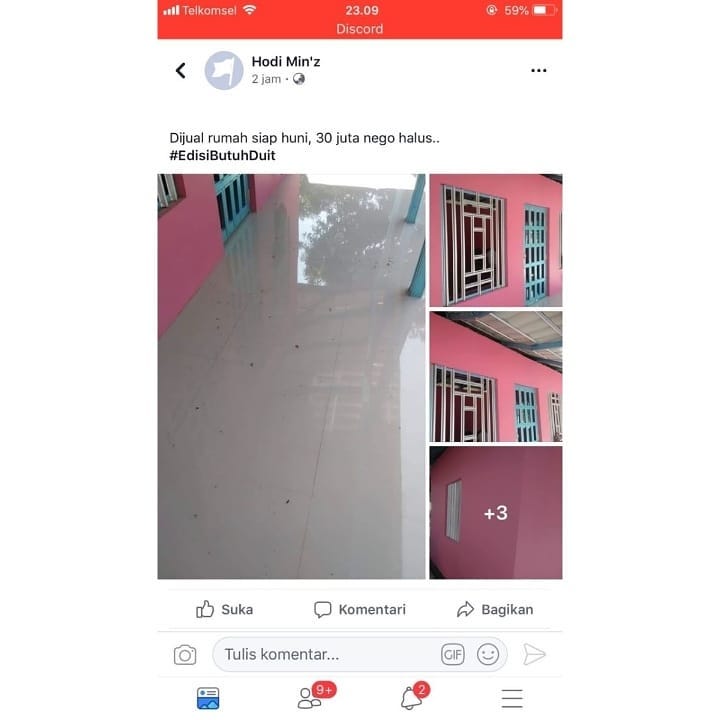 Telkomsel
23.09
59%
Discord
Hodi Min'z
2 jam ·
Dijual rumah siap huni, 30 juta nego halus..
#EdisiButuhDuit
+3
Suka
Komentari
Bagikan
Tulis komentar...
GIF
9+
2